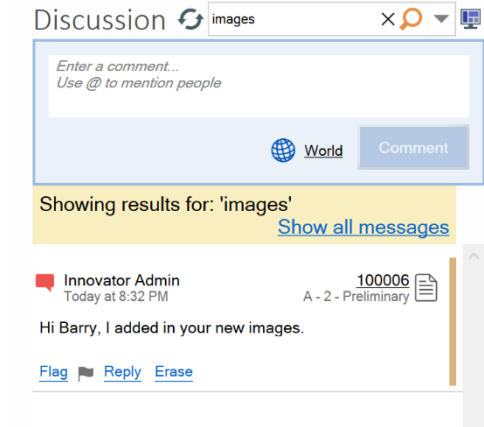 Discussion images
Enter a comment...
Use @ to mention people
World Comment
Showing results for: 'images'
Show all messages
Innovator Admin 100006
Today at 8:32 PM A - 2 - Preliminary
Hi Barry, I added in your new images.
Flag Reply Erase